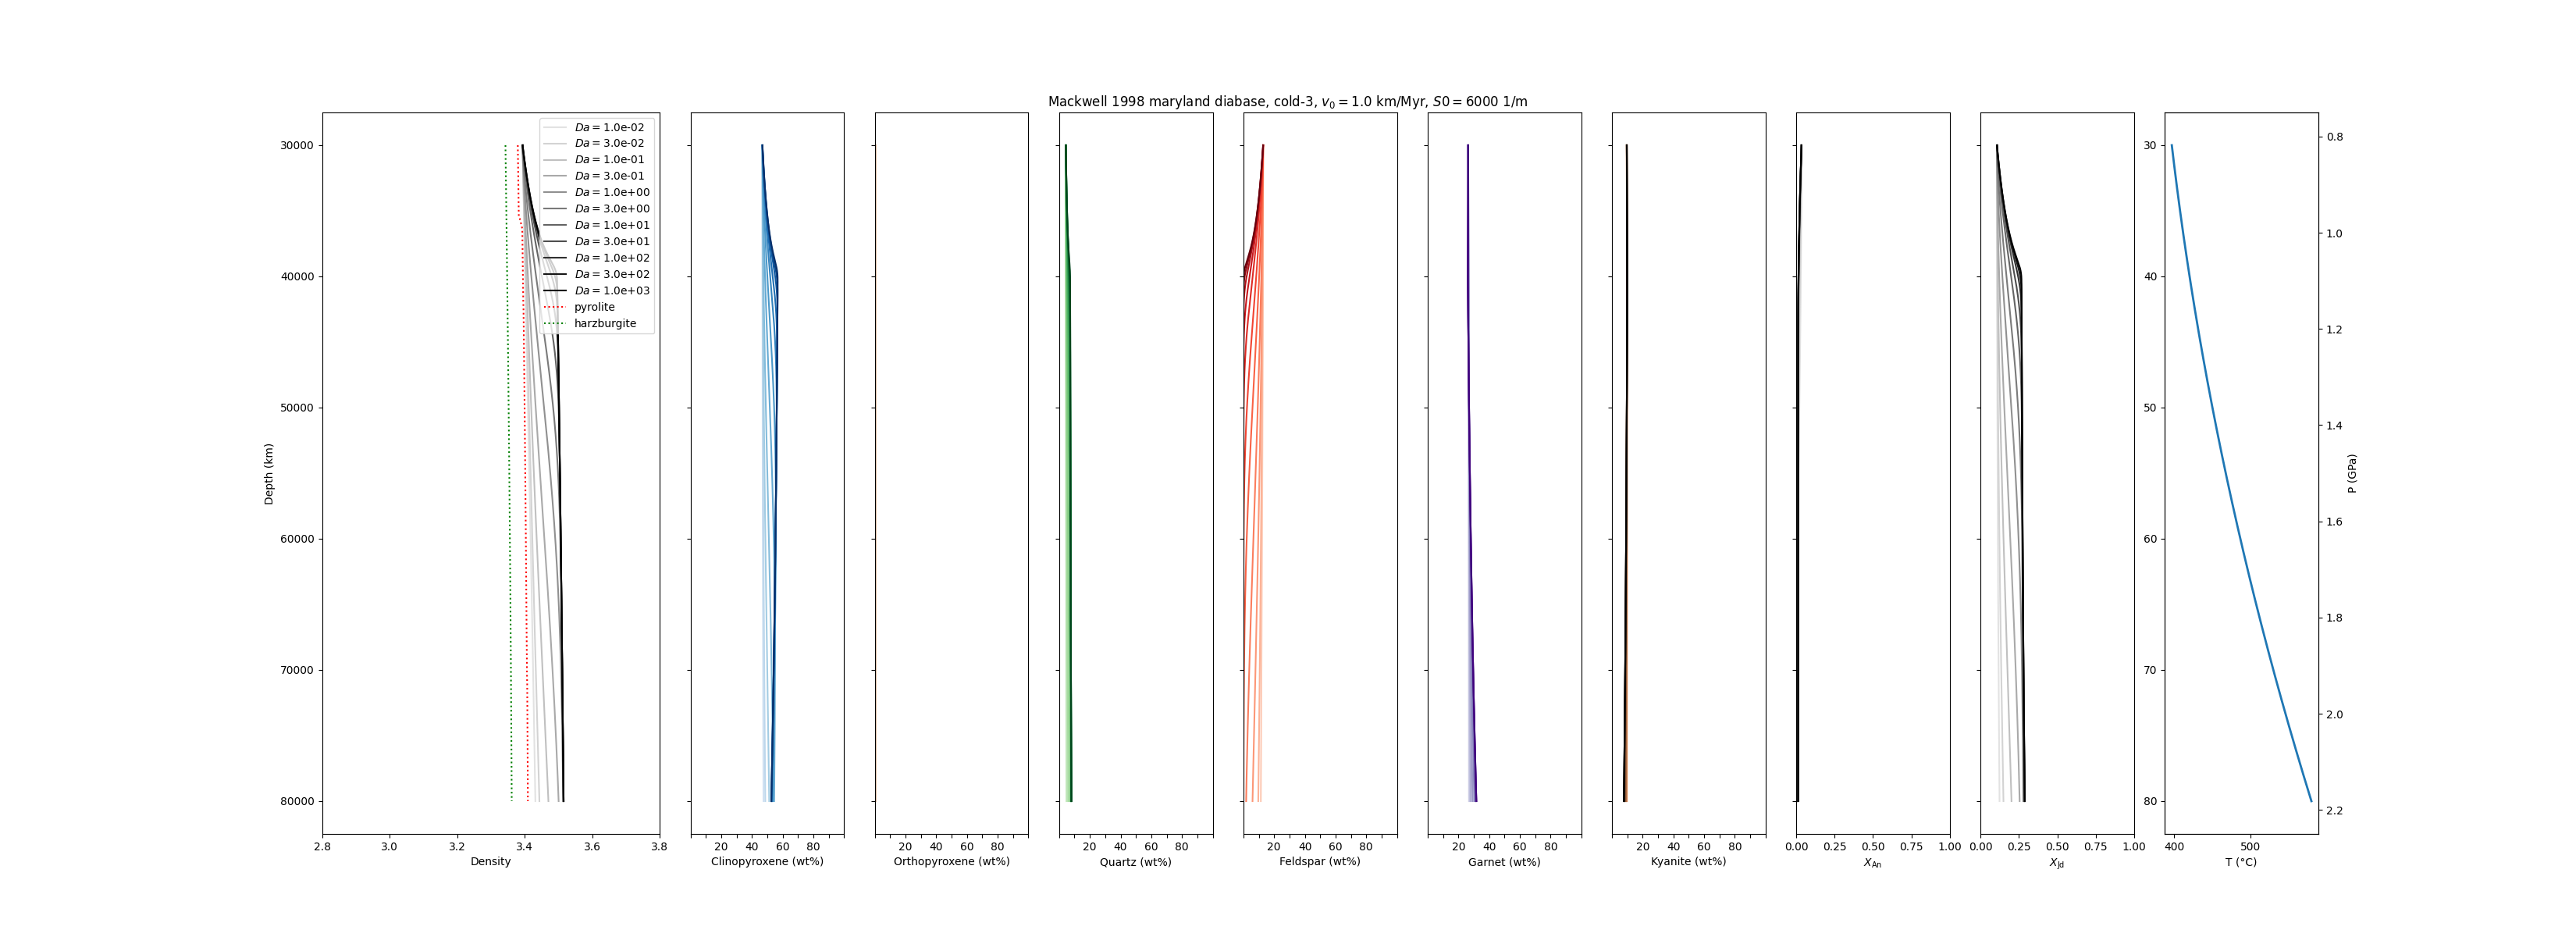 Mackwell 1998 maryland diabase, cold-3, v₀ = 1.0 km/Myr, S0 = 6000 1/m
Da = 1.0e-02
Da = 3.0e-02
Da = 1.0e-01
Da = 3.0e-01
Da = 1.0e+00
Da = 3.0e+00
Da = 1.0e+01
Da = 3.0e+01
Da = 1.0e+02
Da = 3.0e+02
Da = 1.0e+03
pyrolite
harzburgite
30000
40000
50000
60000
70000
80000
Depth (km)
2.8 3.0 3.2 3.4 3.6 3.8
Density
20 40 60 80
Clinopyroxene (wt%)
20 40 60 80
Orthopyroxene (wt%)
20 40 60 80
Quartz (wt%)
20 40 60 80
Feldspar (wt%)
20 40 60 80
Garnet (wt%)
20 40 60 80
Kyanite (wt%)
0.00 0.25 0.50 0.75 1.00
X_An
0.00 0.25 0.50 0.75 1.00
X_Jd
30
40
50
60
70
80
400 500
T (°C)
0.8
1.0
1.2
1.4
1.6
1.8
2.0
2.2
P (GPa)